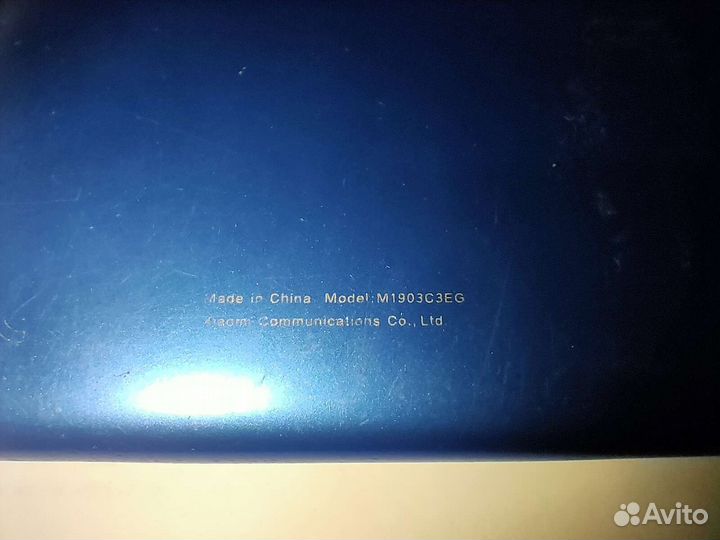 Made in China Model:M1903C3EG
Xiaomi Communications Co., Ltd
Avito